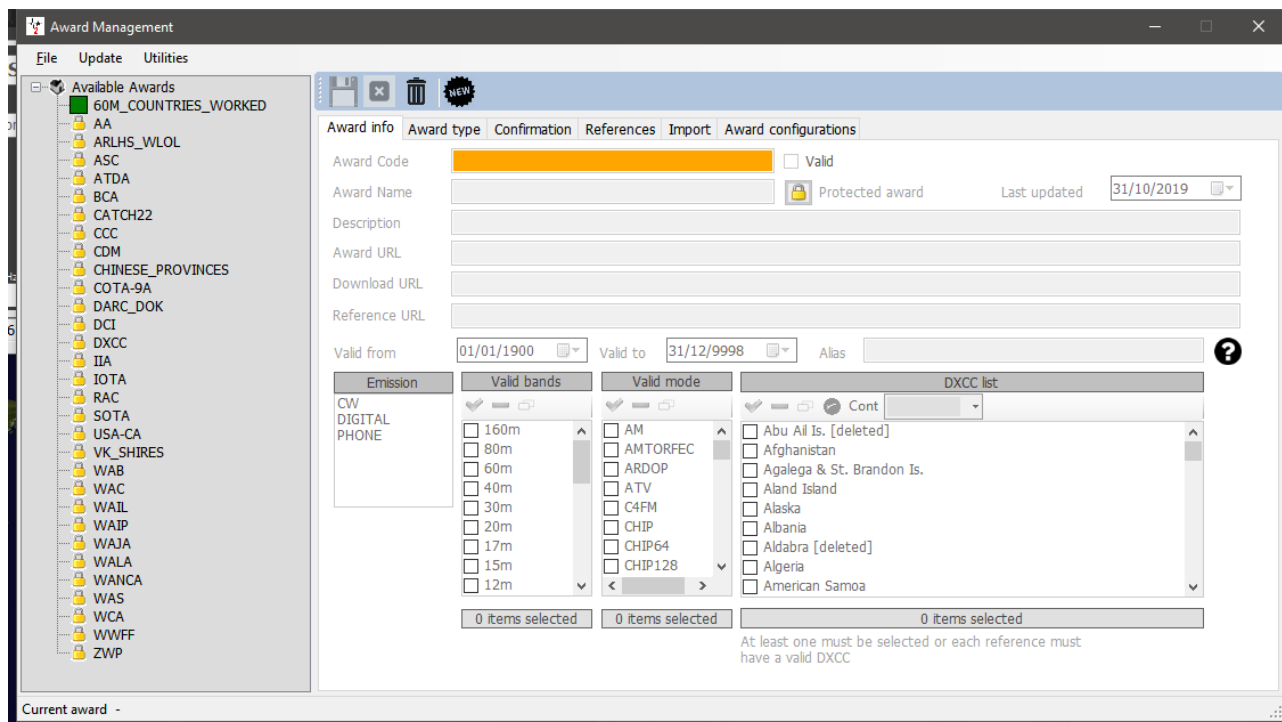 Award Management
File Update Utilities
Available Awards
60M_COUNTRIES_WORKED
AA
ARLHS_WLOL
ASC
ATDA
BCA
CATCH22
CCC
CDM
CHINESE_PROVINCES
COTA-9A
DARC_DOK
DCI
DXCC
IIA
IOTA
RAC
SOTA
USA-CA
VK_SHIRES
WAB
WAC
WAIL
WAIP
WAJA
WALA
WANCA
WAS
WCA
WWFF
ZWP
NEW
Award info Award type Confirmation References Import Award configurations
Award Code Valid
Award Name Protected award Last updated 31/10/2019
Description
Award URL
Download URL
Reference URL
Valid from 01/01/1900 Valid to 31/12/9998 Alias
Emission
CW
DIGITAL
PHONE
Valid bands
160m
80m
60m
40m
30m
20m
17m
15m
12m
0 items selected
Valid mode
AM
AMTORFEC
ARDOP
ATV
C4FM
CHIP
CHIP64
CHIP128
0 items selected
DXCC list
Cont
Abu Ail Is. [deleted]
Afghanistan
Agalega & St. Brandon Is.
Aland Island
Alaska
Albania
Aldabra [deleted]
Algeria
American Samoa
0 items selected
At least one must be selected or each reference must
have a valid DXCC
Current award -